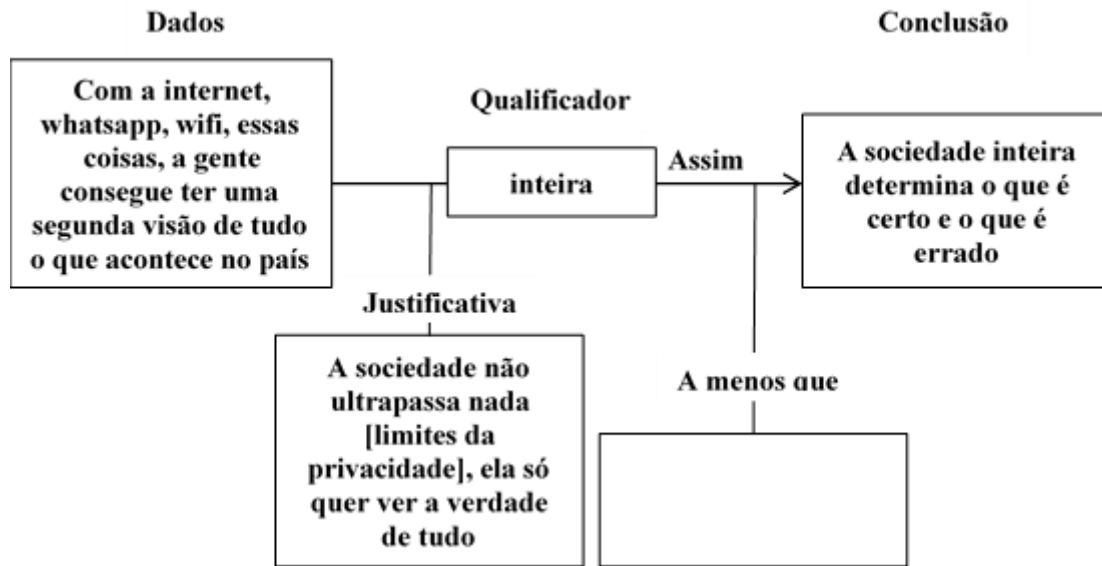 Dados
Conclusão
Com a internet,
whatsapp, wifi, essas
coisas, a gente
consegue ter uma
segunda visão de tudo
o que acontece no país
Qualificador
inteira
Assim
A sociedade inteira
determina o que é
certo e o que é
errado
Justificativa
A sociedade não
ultrapassa nada
[limites da
privacidade], ela só
quer ver a verdade
de tudo
A menos que